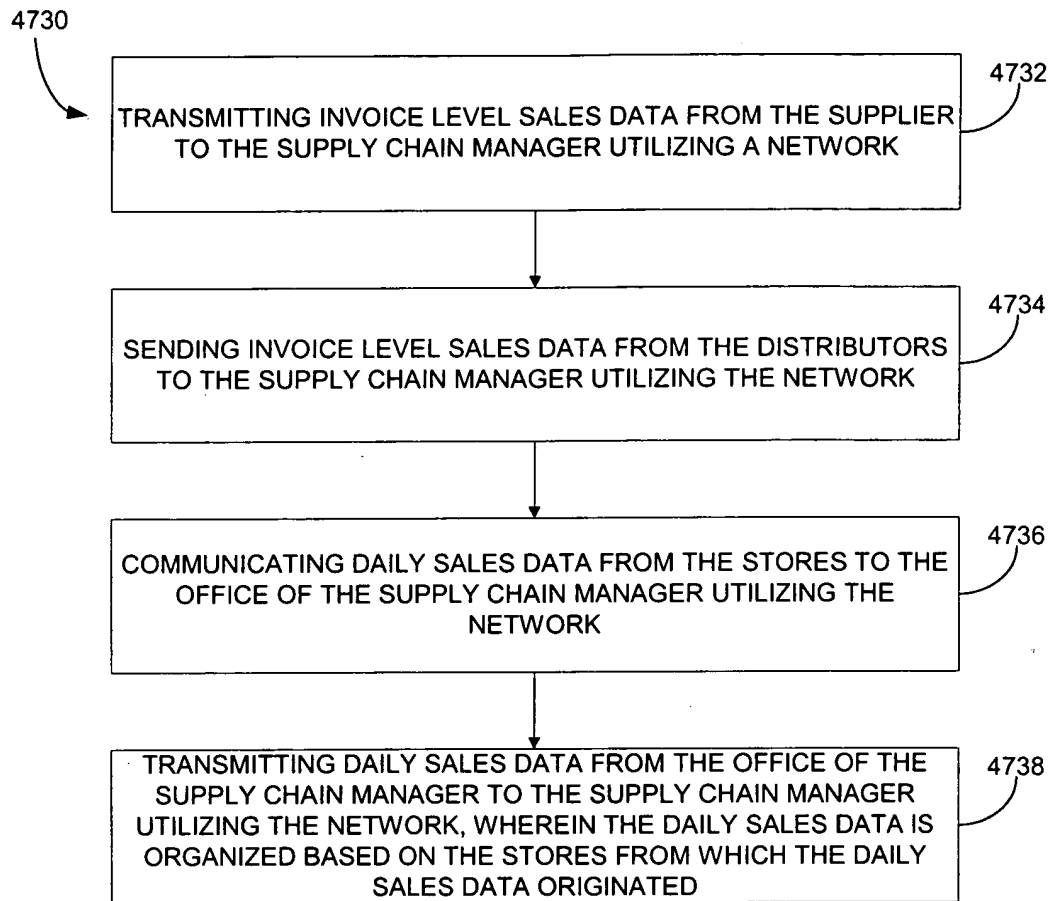 4730
4732
TRANSMITTING INVOICE LEVEL SALES DATA FROM THE SUPPLIER
TO THE SUPPLY CHAIN MANAGER UTILIZING A NETWORK
4734
SENDING INVOICE LEVEL SALES DATA FROM THE DISTRIBUTORS
TO THE SUPPLY CHAIN MANAGER UTILIZING THE NETWORK
4736
COMMUNICATING DAILY SALES DATA FROM THE STORES TO THE
OFFICE OF THE SUPPLY CHAIN MANAGER UTILIZING THE
NETWORK
4738
TRANSMITTING DAILY SALES DATA FROM THE OFFICE OF THE
SUPPLY CHAIN MANAGER TO THE SUPPLY CHAIN MANAGER
UTILIZING THE NETWORK, WHEREIN THE DAILY SALES DATA IS
ORGANIZED BASED ON THE STORES FROM WHICH THE DAILY
SALES DATA ORIGINATED